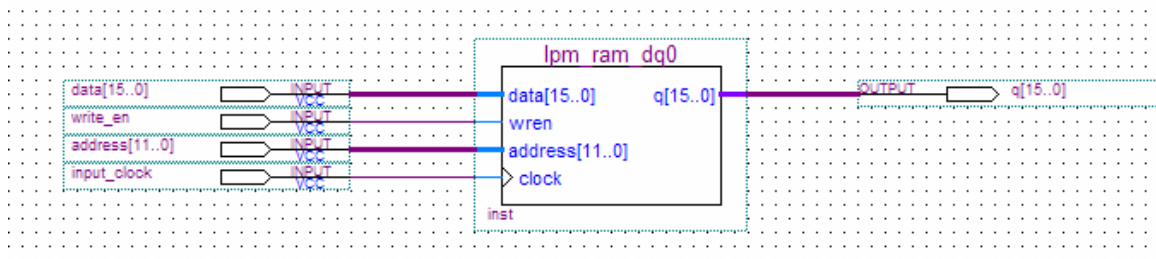 lpm_ram_dq0
data[15..0] INPUT VCC data[15..0] q[15..0] OUTPUT q[15..0]
write_en INPUT VCC wren
address[11..0] INPUT VCC address[11..0]
input_clock INPUT VCC clock
inst